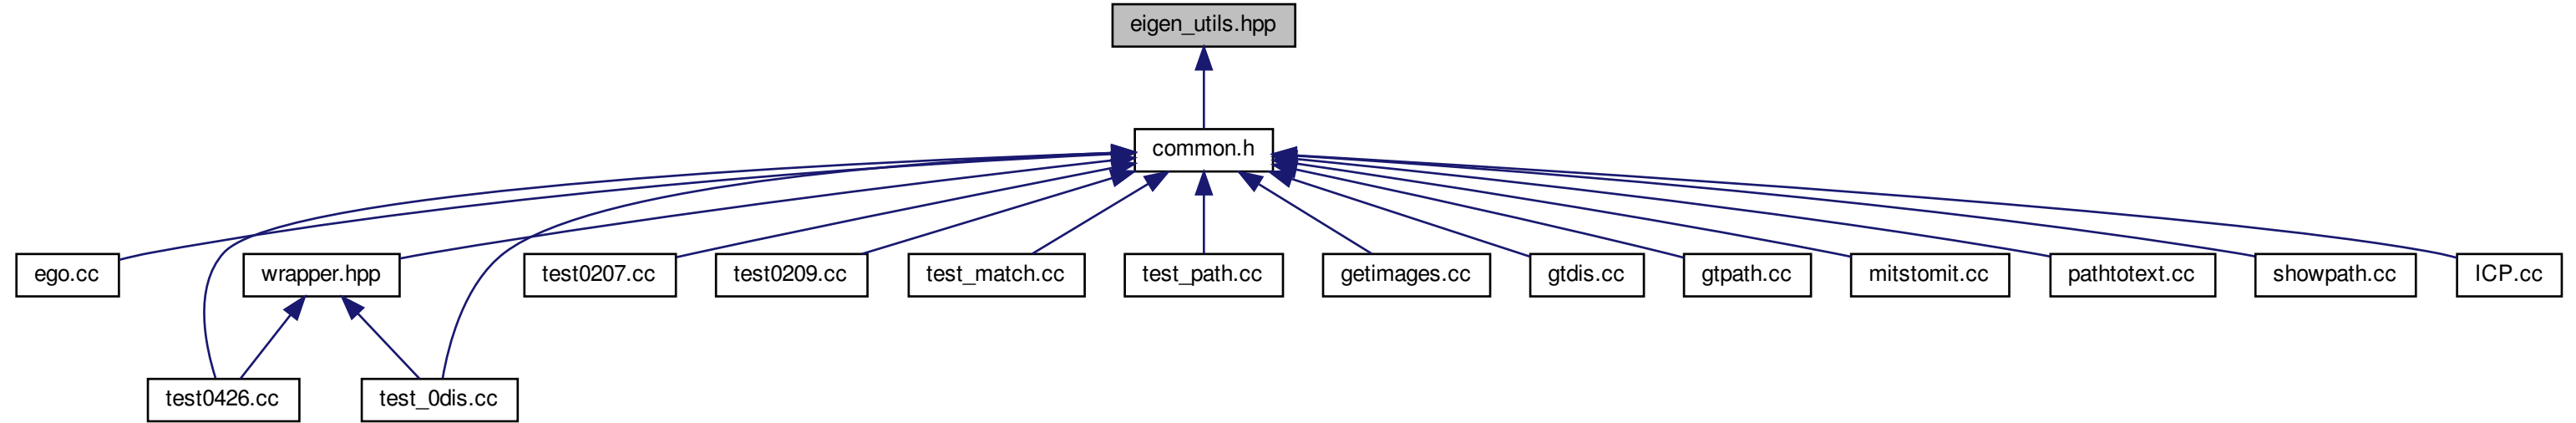 eigen_utils.hpp
common.h
ego.cc
wrapper.hpp
test0207.cc
test0209.cc
test_match.cc
test_path.cc
getimages.cc
gtdis.cc
gtpath.cc
mitstomit.cc
pathtotext.cc
showpath.cc
ICP.cc
test0426.cc
test_0dis.cc